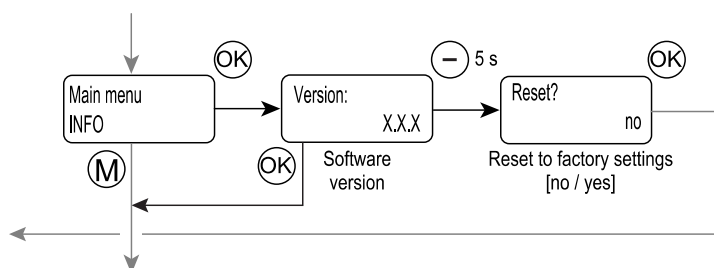 OK
− 5 s
OK
Main menu
INFO
Version:
X.X.X
Reset?
no
M
OK
Software
version
Reset to factory settings
[no / yes]